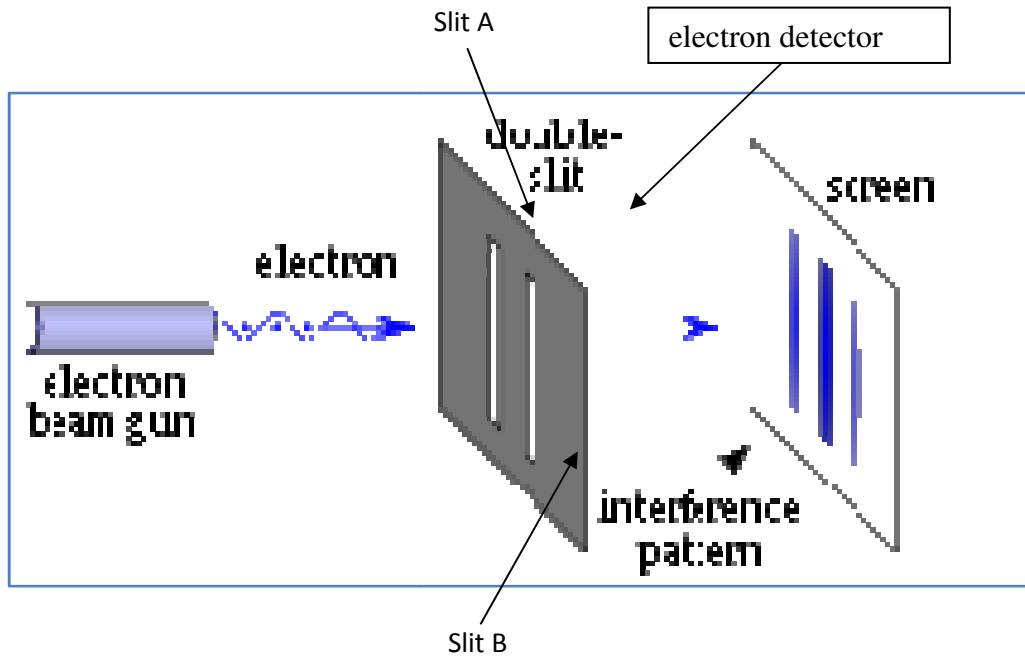 Slit A
electron detector
double-
slit
screen
electron
electron
beam gun
interference
pattern
Slit B